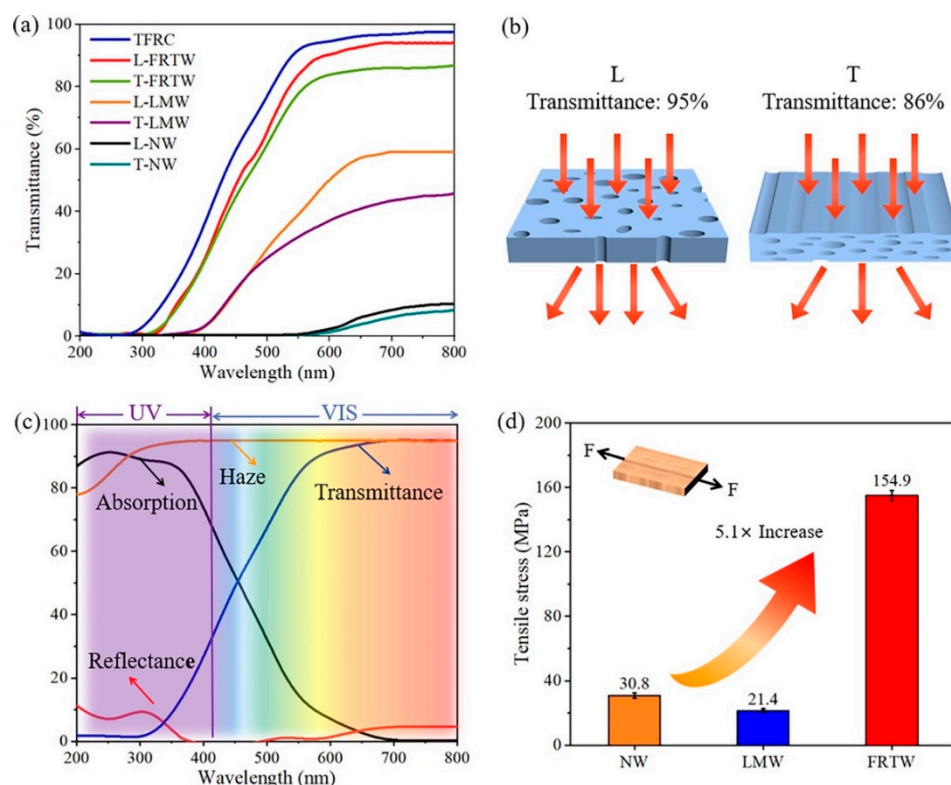 (a)
100
80
60
40
20
0
Transmittance (%)
TFRC
L-FRTW
T-FRTW
L-LMW
T-LMW
L-NW
T-NW
200 300 400 500 600 700 800
Wavelength (nm)
(b)
L
Transmittance: 95%
T
Transmittance: 86%
(c)
UV
VIS
100
80
60
40
20
0
Absorption
Haze
Transmittance
Reflectance
200 300 400 500 600 700 800
Wavelength (nm)
(d)
200
160
120
80
40
0
Tensile stress (MPa)
F
F
5.1× Increase
30.8
21.4
154.9
NW LMW FRTW